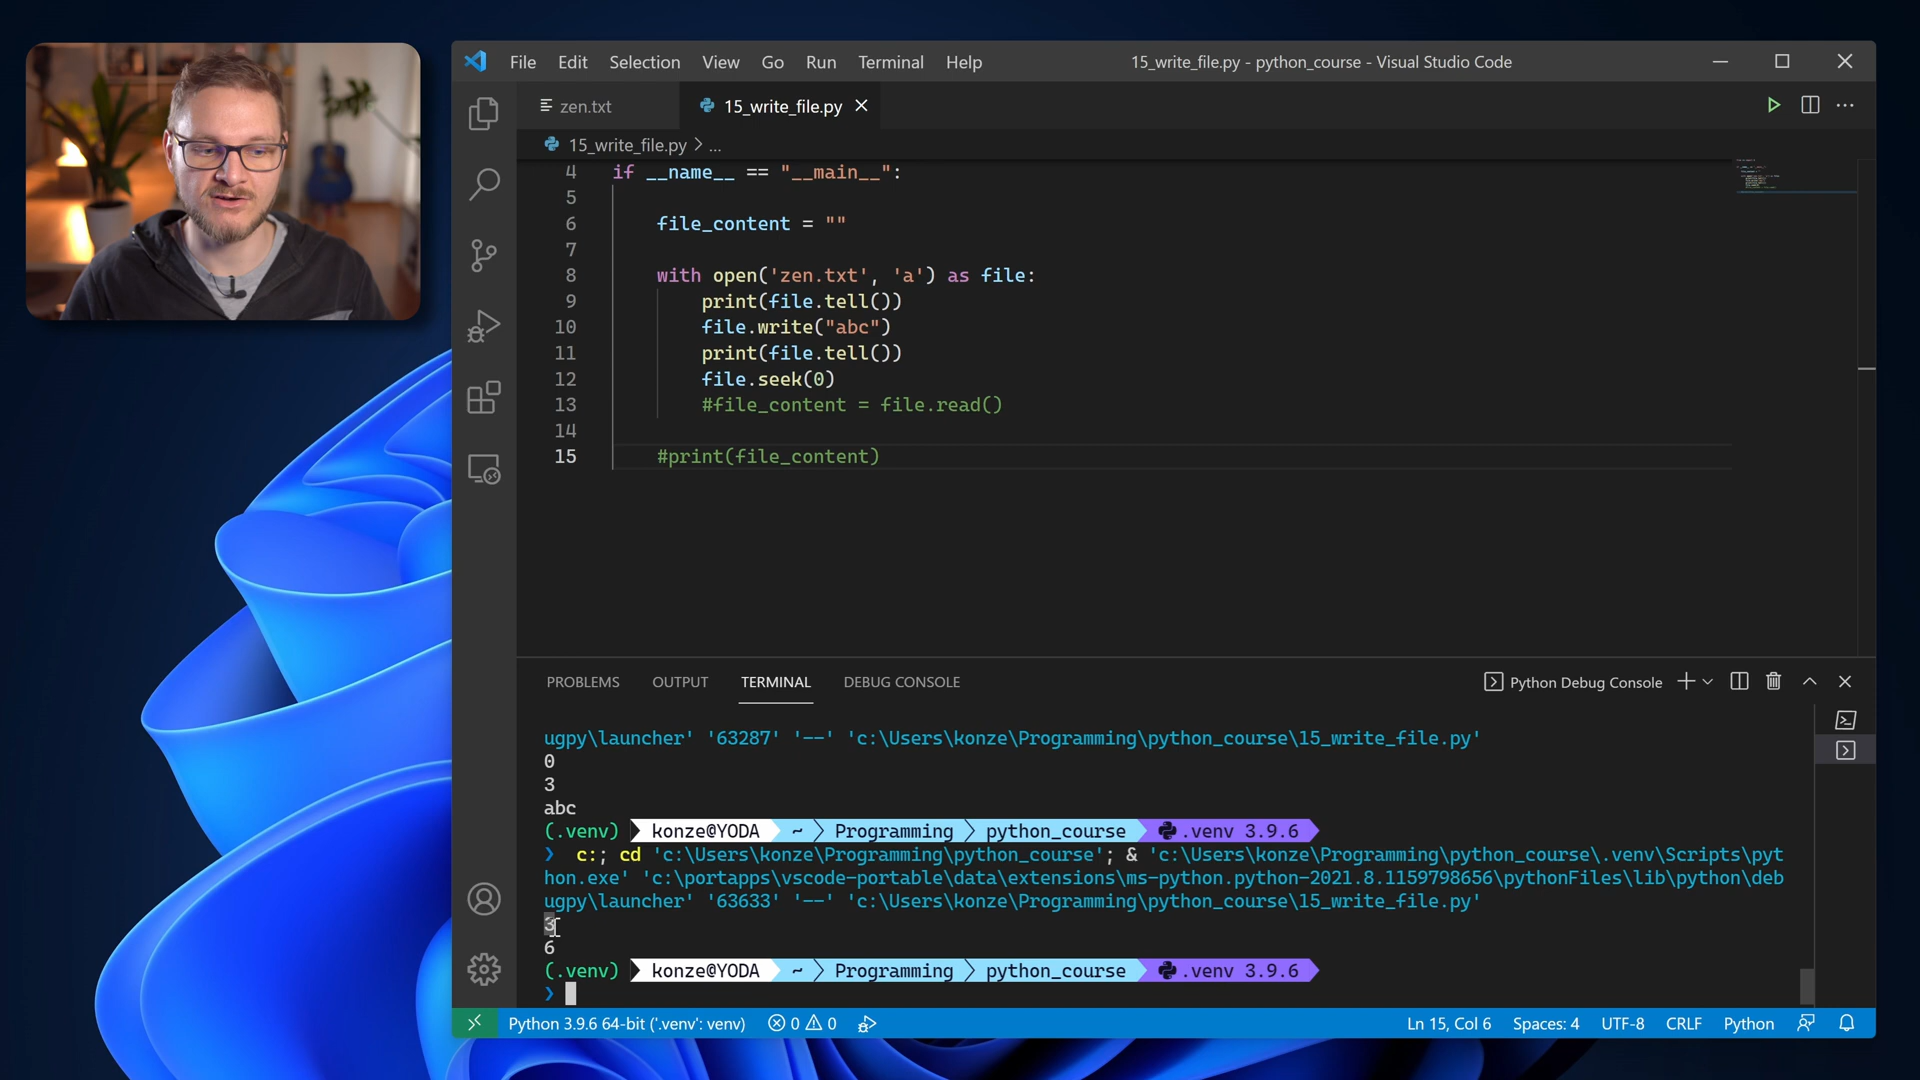 File Edit Selection View Go Run Terminal Help 15_write_file.py - python_course - Visual Studio Code
zen.txt 15_write_file.py
15_write_file.py > ...
4 if __name__ == "__main__":
5
6 file_content = ""
7
8 with open('zen.txt', 'a') as file:
9 print(file.tell())
10 file.write("abc")
11 print(file.tell())
12 file.seek(0)
13 #file_content = file.read()
14
15 #print(file_content)
PROBLEMS OUTPUT TERMINAL DEBUG CONSOLE Python Debug Console
ugpy\launcher' '63287' '--' 'c:\Users\konze\Programming\python_course\15_write_file.py'
0
3
abc
(.venv) konze@YODA ~ Programming python_course .venv 3.9.6
❯ c:; cd 'c:\Users\konze\Programming\python_course'; & 'c:\Users\konze\Programming\python_course\.venv\Scripts\pyt
hon.exe' 'c:\portapps\vscode-portable\data\extensions\ms-python.python-2021.8.1159798656\pythonFiles\lib\python\deb
ugpy\launcher' '63633' '--' 'c:\Users\konze\Programming\python_course\15_write_file.py'
3
6
(.venv) konze@YODA ~ Programming python_course .venv 3.9.6
❯
Python 3.9.6 64-bit ('.venv': venv) 0 0 Ln 15, Col 6 Spaces: 4 UTF-8 CRLF Python